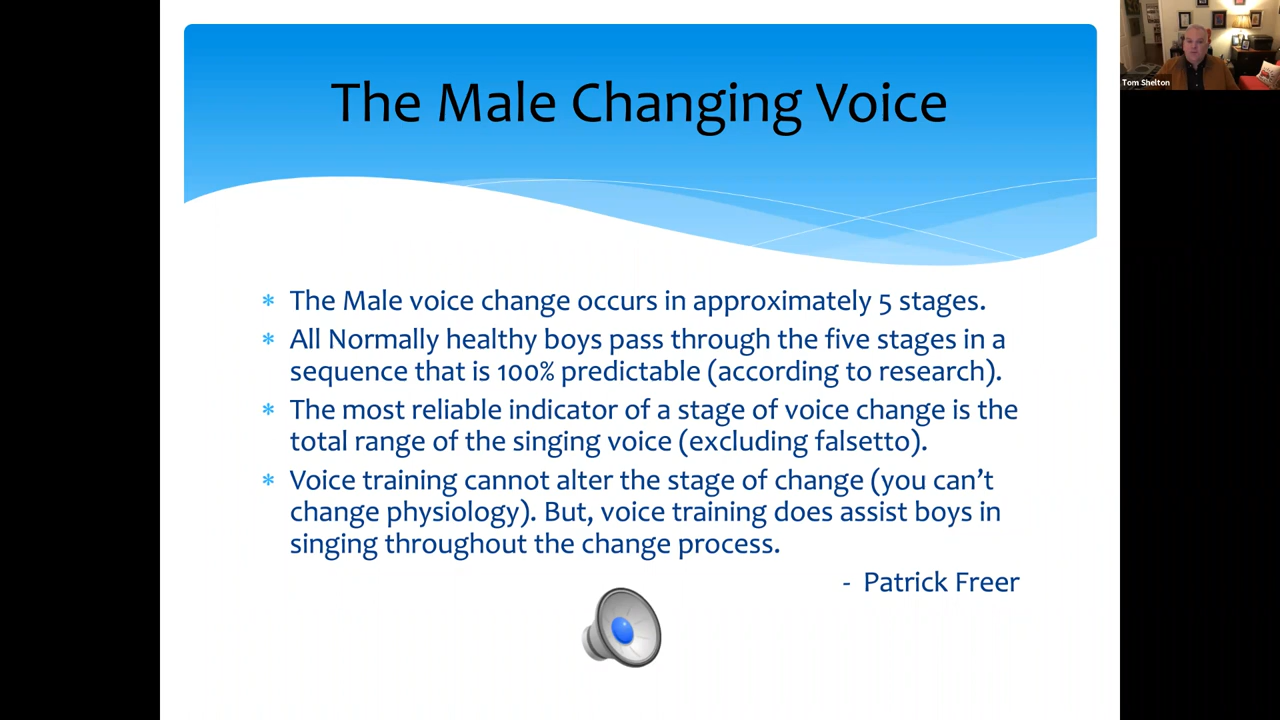 The Male Changing Voice
* The Male voice change occurs in approximately 5 stages.
* All Normally healthy boys pass through the five stages in a
sequence that is 100% predictable (according to research).
* The most reliable indicator of a stage of voice change is the
total range of the singing voice (excluding falsetto).
* Voice training cannot alter the stage of change (you can't
change physiology). But, voice training does assist boys in
singing throughout the change process.
- Patrick Freer
Tom Shelton